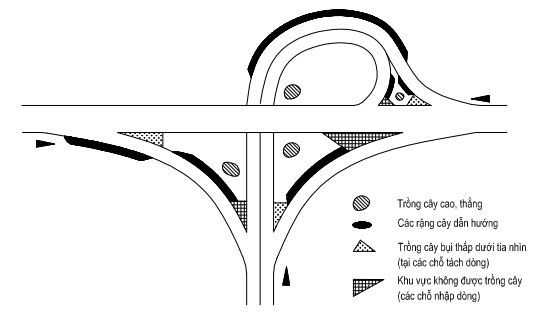 Trồng cây cao, thẳng
Các rặng cây dẫn hướng
Trồng cây bụi thấp dưới tia nhìn
(tại các chỗ tách dòng)
Khu vực không được trồng cây
(các chỗ nhập dòng)